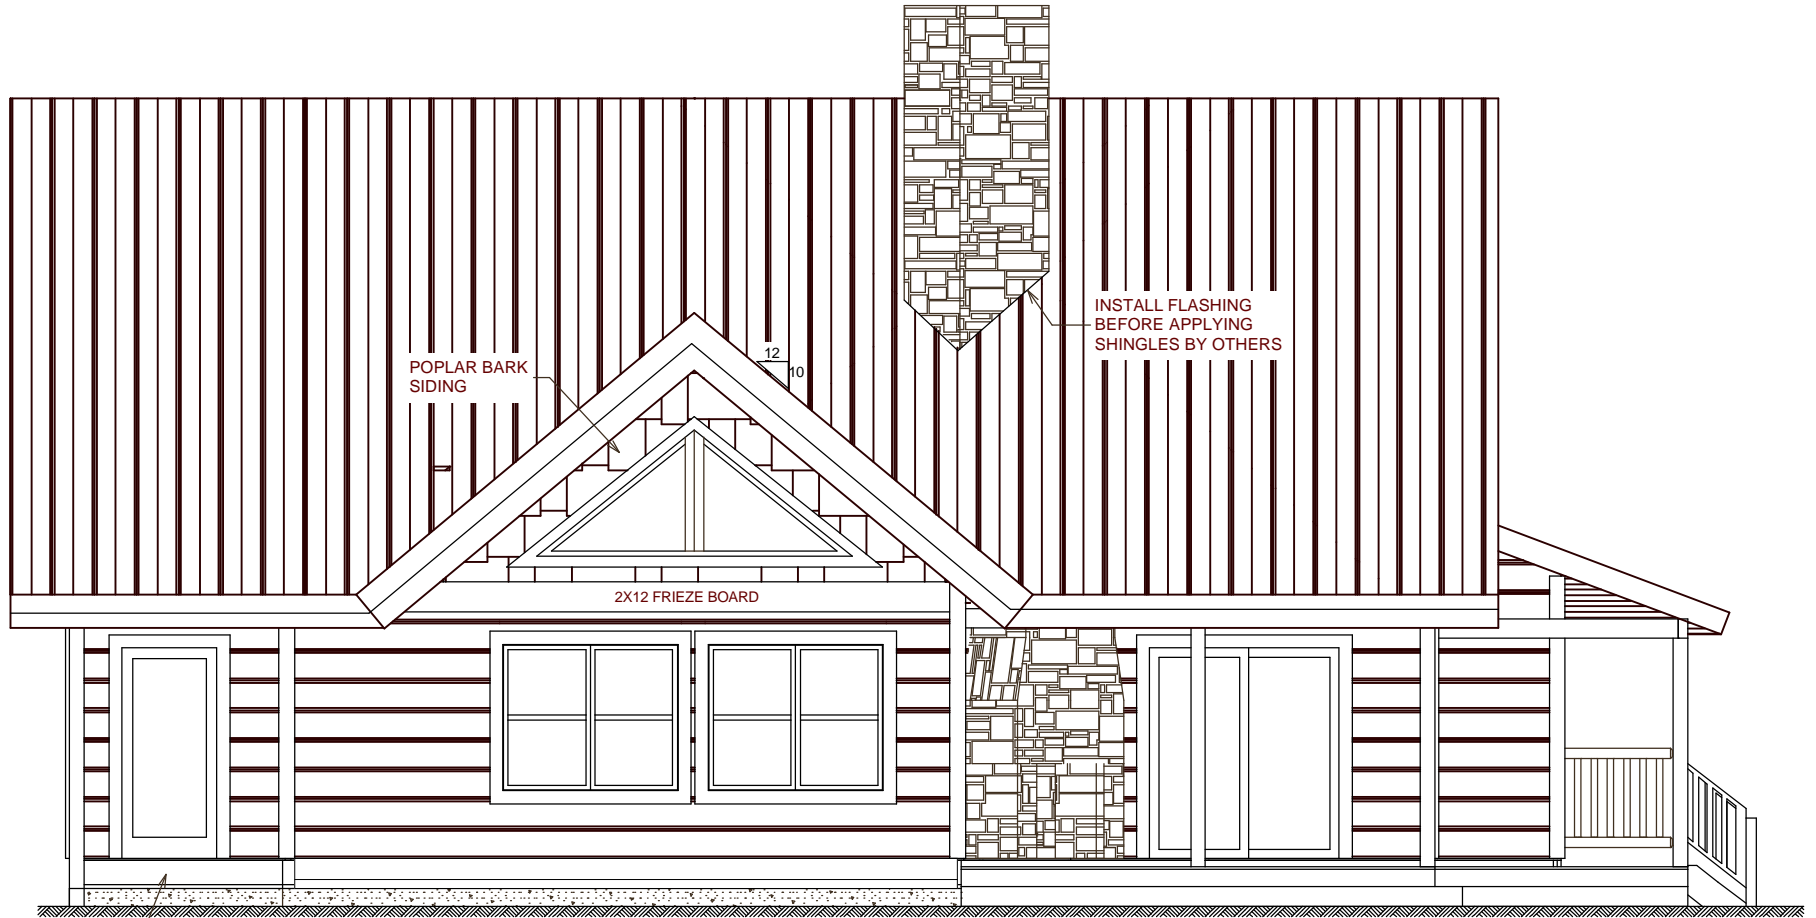 INSTALL FLASHING
BEFORE APPLYING
SHINGLES BY OTHERS
12
10
POPLAR BARK
SIDING
2X12 FRIEZE BOARD